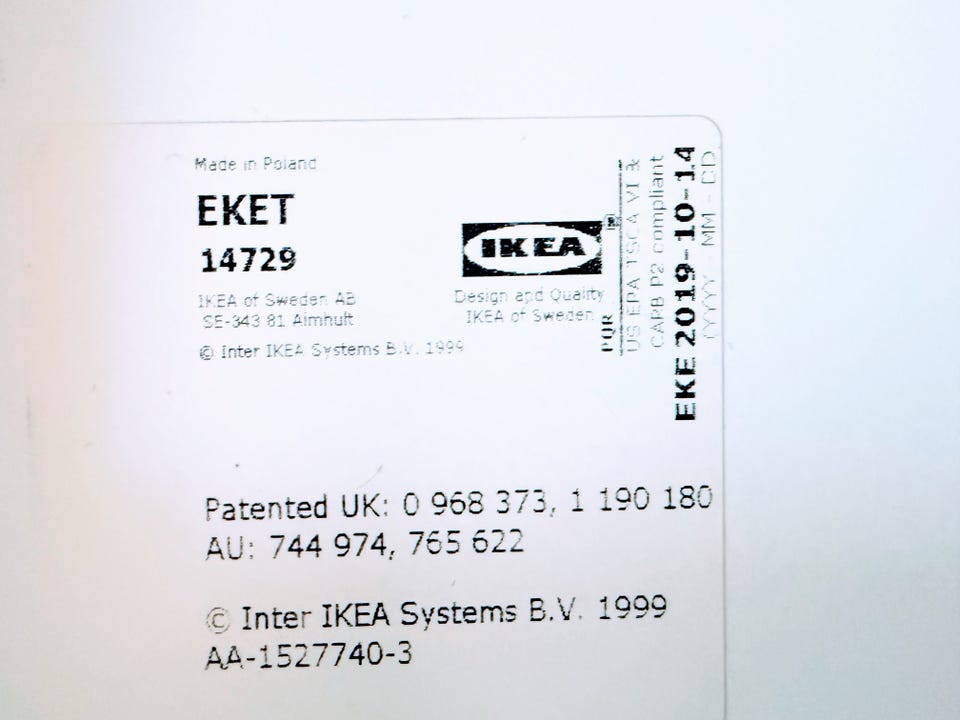 Made in Poland
EKET
14729
IKEA of Sweden AB
SE-343 81 Älmhult
© Inter IKEA Systems B.V. 1999
IKEA
®
Design and Quality
IKEA of Sweden
PQR
US EPA TSCA VI &
CARB P2 compliant
EKE 2019-10-14
(YYYY - MM - DD
Patented UK: 0 968 373, 1 190 180
AU: 744 974, 765 622
© Inter IKEA Systems B.V. 1999
AA-1527740-3